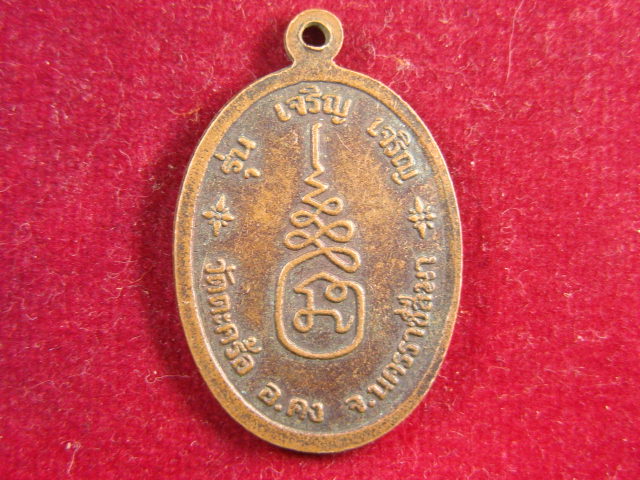 รุ่น เจริญ เจริญ
วัดตะคร้อ อ.คง จ.นครราชสีมา